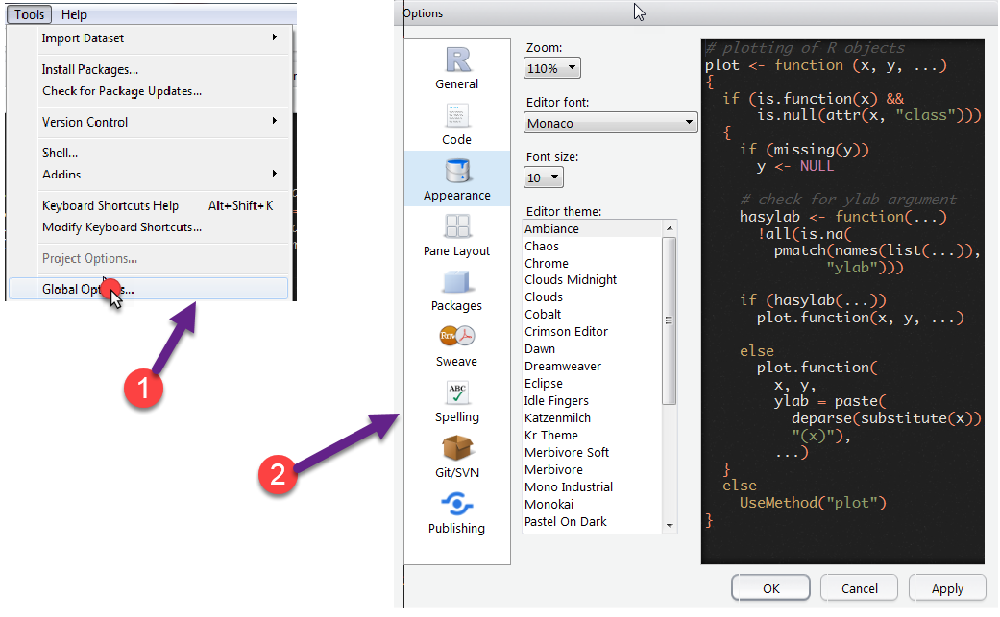 Tools Help
Import Dataset
Install Packages...
Check for Package Updates...
Version Control
Shell...
Addins
Keyboard Shortcuts Help Alt+Shift+K
Modify Keyboard Shortcuts...
Project Options...
Global
1
2
Options
General
Code
Appearance
Pane Layout
Packages
Sweave
ABC
Spelling
Git/SVN
Publishing
Zoom:
110%
Editor font:
Monaco
Font size:
10
Editor theme:
Ambiance
Chaos
Chrome
Clouds Midnight
Clouds
Cobalt
Crimson Editor
Dawn
Dreamweaver
Eclipse
Idle Fingers
Katzenmilch
Kr Theme
Merbivore Soft
Merbivore
Mono Industrial
Monokai
Pastel On Dark
# plotting of R objects
plot <- function (x, y, ...)
{
if (is.function(x) &&
is.null(attr(x, "class")))
{
if (missing(y))
y <- NULL
# check for ylab argument
hasylab <- function(...)
!all(is.na(
pmatch(names(list(...)),
"ylab")))
if (hasylab(...))
plot.function(x, y, ...)
else
plot.function(
x, y,
ylab = paste(
deparse(substitute(x))
"(x)"),
...)
}
else
UseMethod("plot")
}
OK Cancel Apply